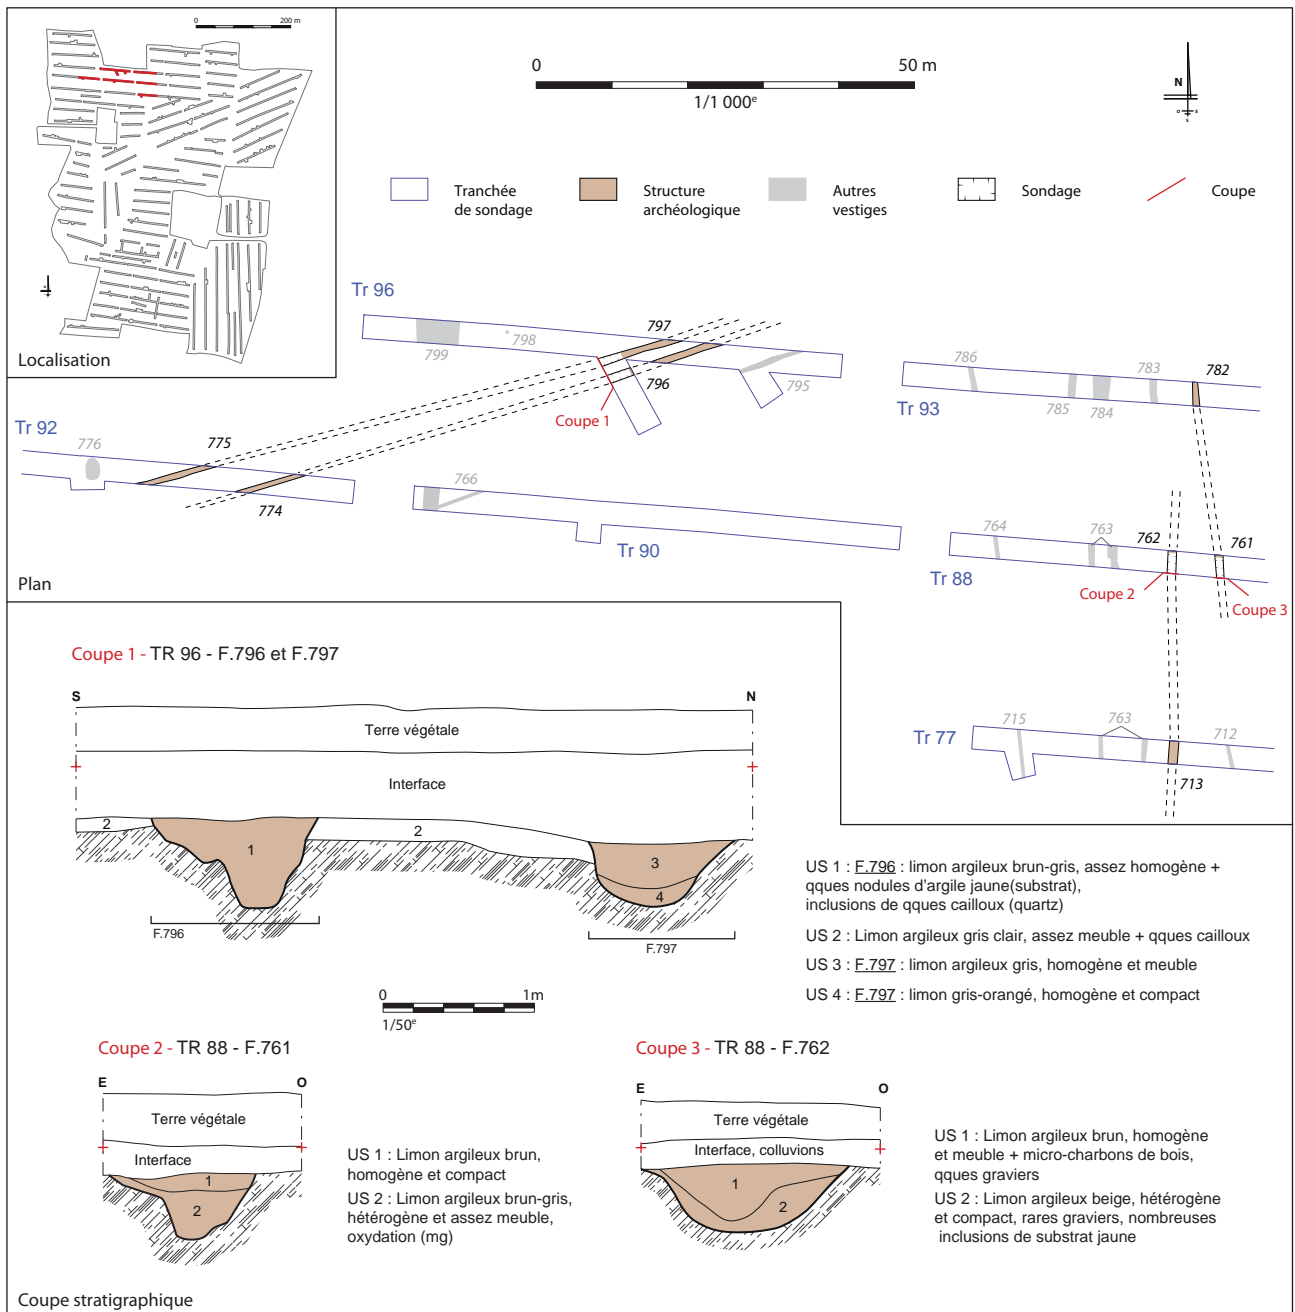 0
200 m
Localisation
0
50 m
1/1 000e
N
Tranchée
de sondage
Structure
archéologique
Autres
vestiges
Sondage
Coupe
Tr 96
797
798
799
796
795
Coupe 1
Tr 92
776
775
774
766
Tr 90
786
783
782
785
784
Tr 93
764
763
762
761
Tr 88
Coupe 2
Coupe 3
715
763
712
Tr 77
713
Plan
Coupe 1 - TR 96 - F.796 et F.797
S
N
Terre végétale
Interface
2
1
2
3
4
F.796
F.797
US 1 : F.796 : limon argileux brun-gris, assez homogène +
qques nodules d'argile jaune(substrat),
inclusions de qques cailloux (quartz)
US 2 : Limon argileux gris clair, assez meuble + qques cailloux
US 3 : F.797 : limon argileux gris, homogène et meuble
US 4 : F.797 : limon gris-orangé, homogène et compact
0
1m
1/50e
Coupe 2 - TR 88 - F.761
E
O
Terre végétale
Interface
1
2
US 1 : Limon argileux brun,
homogène et compact
US 2 : Limon argileux brun-gris,
hétérogène et assez meuble,
oxydation (mg)
Coupe 3 - TR 88 - F.762
E
O
Terre végétale
Interface, colluvions
1
2
US 1 : Limon argileux brun, homogène
et meuble + micro-charbons de bois,
qques graviers
US 2 : Limon argileux beige, hétérogène
et compact, rares graviers, nombreuses
inclusions de substrat jaune
Coupe stratigraphique